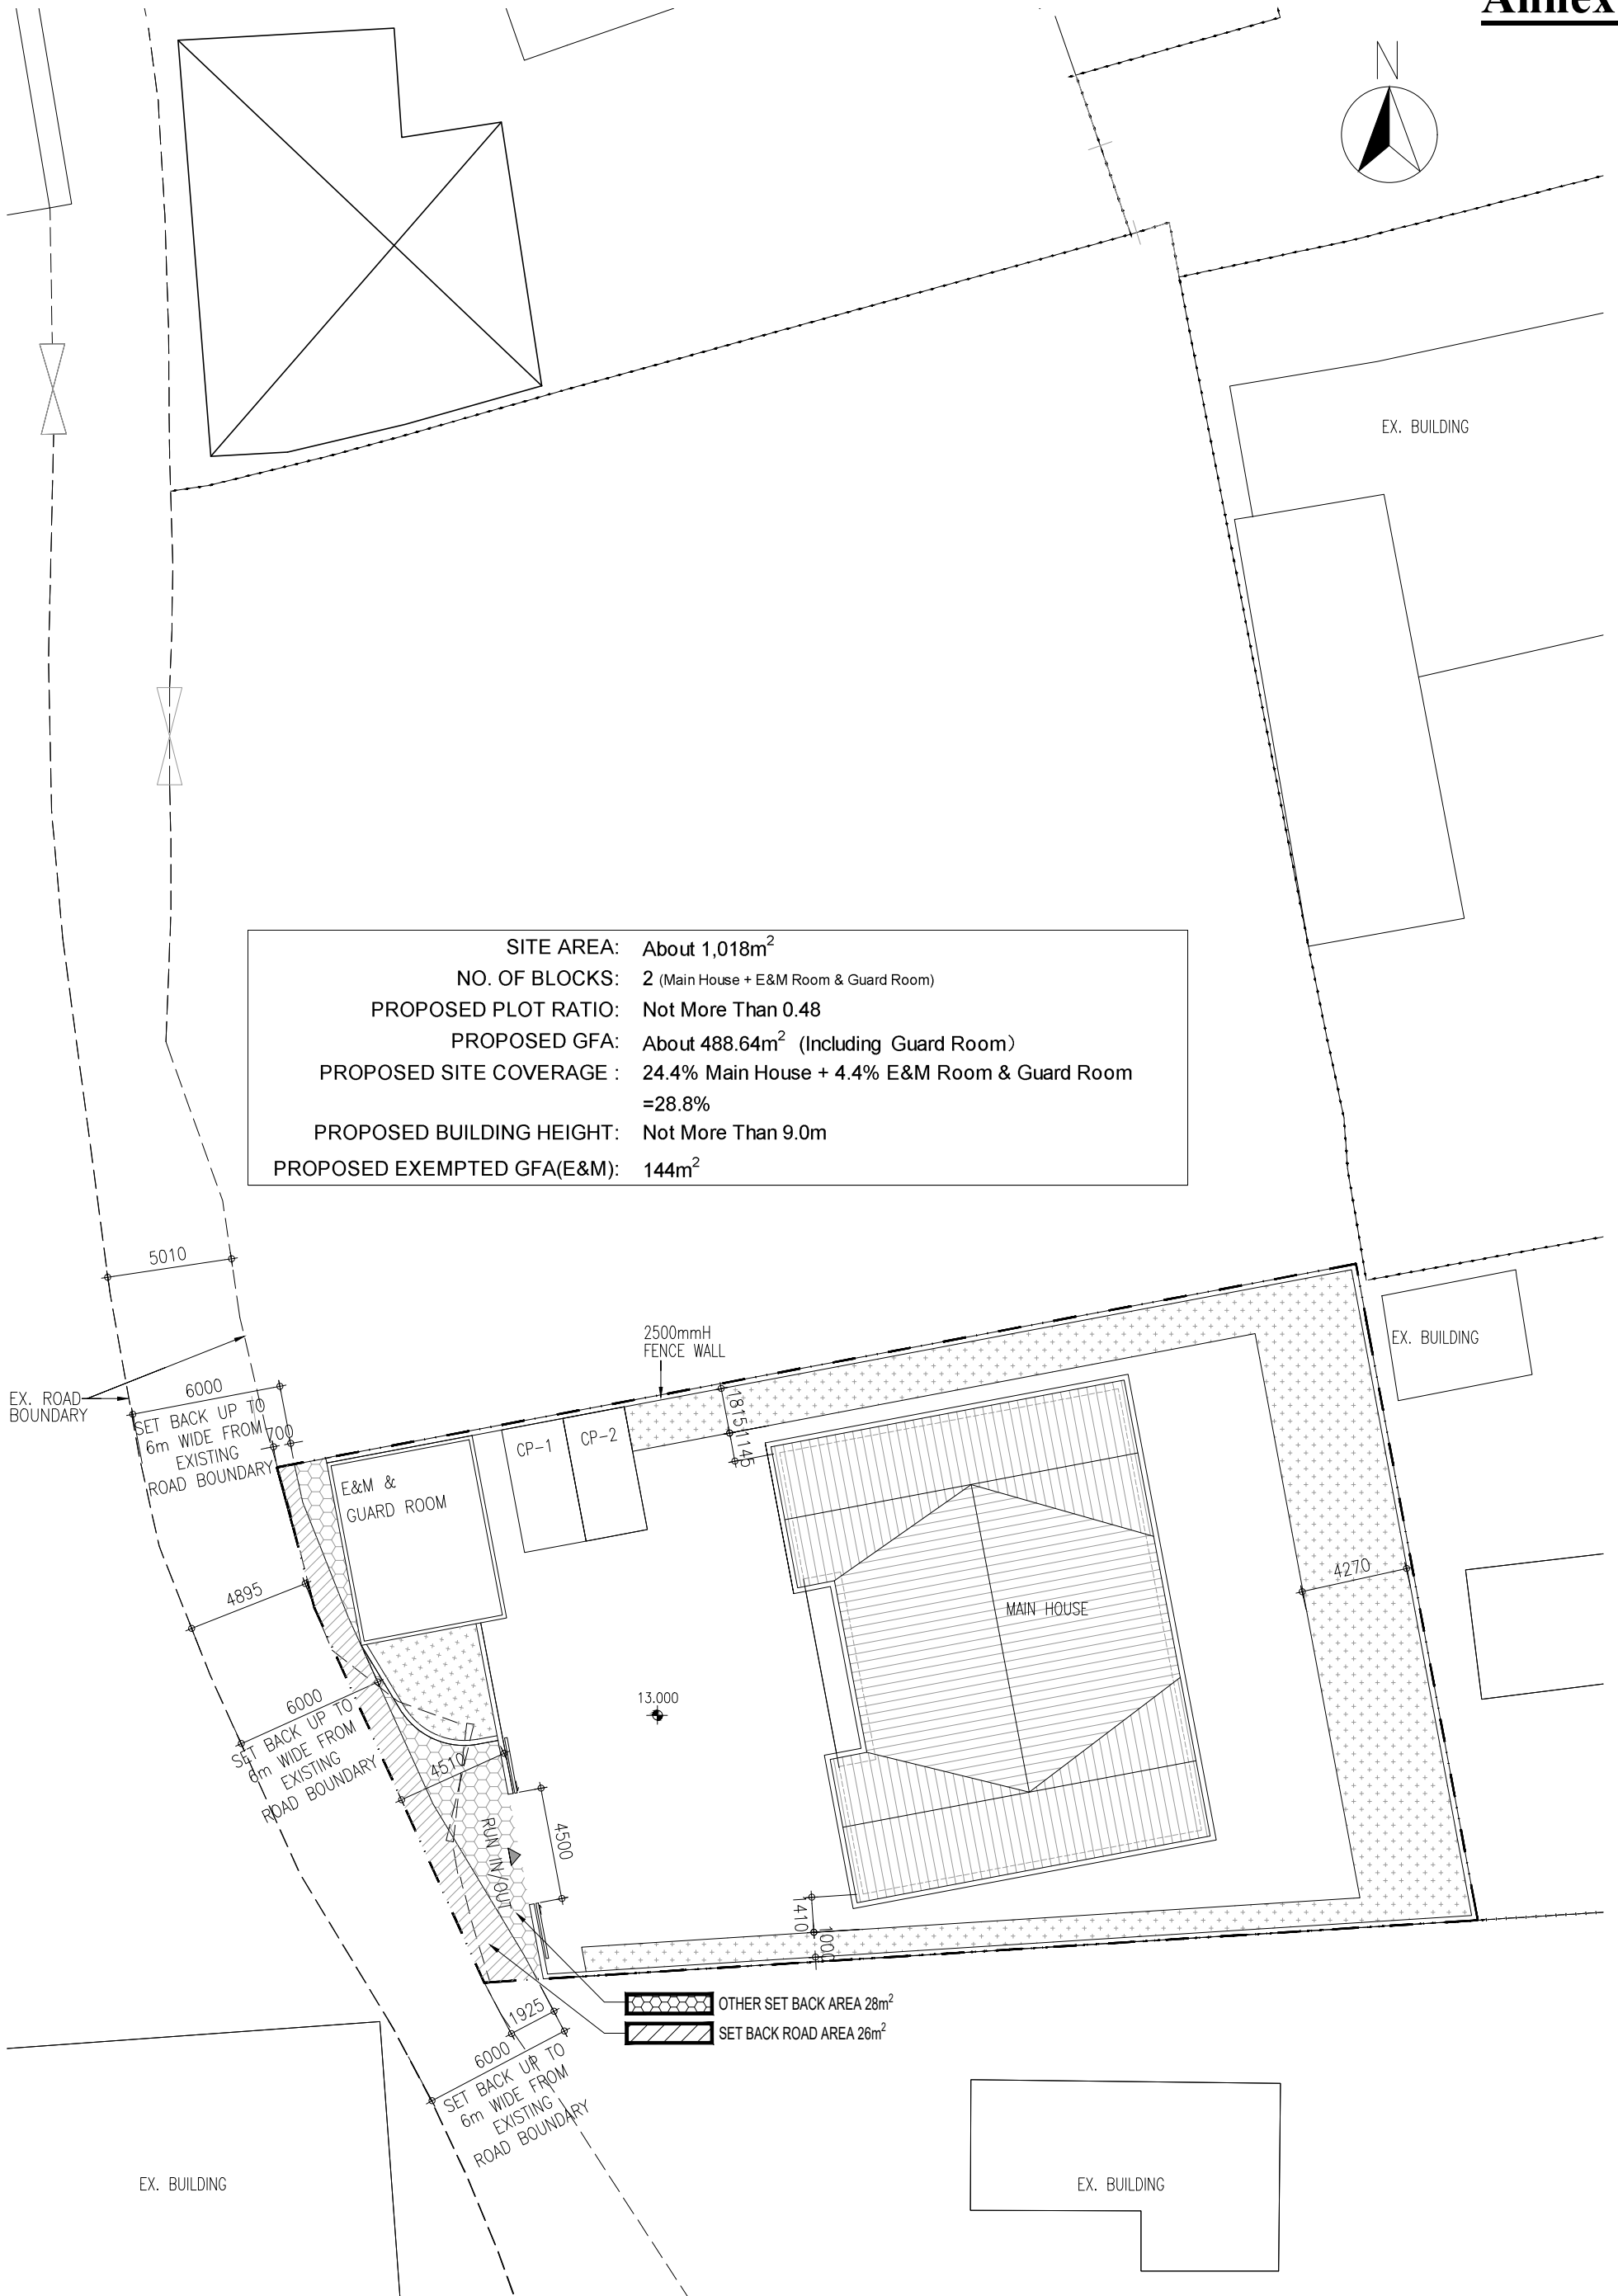 Annex
N
EX. BUILDING
SITE AREA: About 1,018m²
NO. OF BLOCKS: 2 (Main House + E&M Room & Guard Room)
PROPOSED PLOT RATIO: Not More Than 0.48
PROPOSED GFA: About 488.64m² (Including Guard Room)
PROPOSED SITE COVERAGE : 24.4% Main House + 4.4% E&M Room & Guard Room
=28.8%
PROPOSED BUILDING HEIGHT: Not More Than 9.0m
PROPOSED EXEMPTED GFA(E&M): 144m²
5010
2500mmH
FENCE WALL
EX. BUILDING
EX. ROAD
BOUNDARY
6000
SET BACK UP TO
6m WIDE FROM
EXISTING
ROAD BOUNDARY
700
1815
1145
CP-1
CP-2
E&M &
GUARD ROOM
4895
4270
MAIN HOUSE
13.000
6000
SET BACK UP TO
6m WIDE FROM
EXISTING
ROAD BOUNDARY
4510
RUN IN/OUT
4500
1410
1000
OTHER SET BACK AREA 28m²
SET BACK ROAD AREA 26m²
1925
6000
SET BACK UP TO
6m WIDE FROM
EXISTING
ROAD BOUNDARY
EX. BUILDING
EX. BUILDING